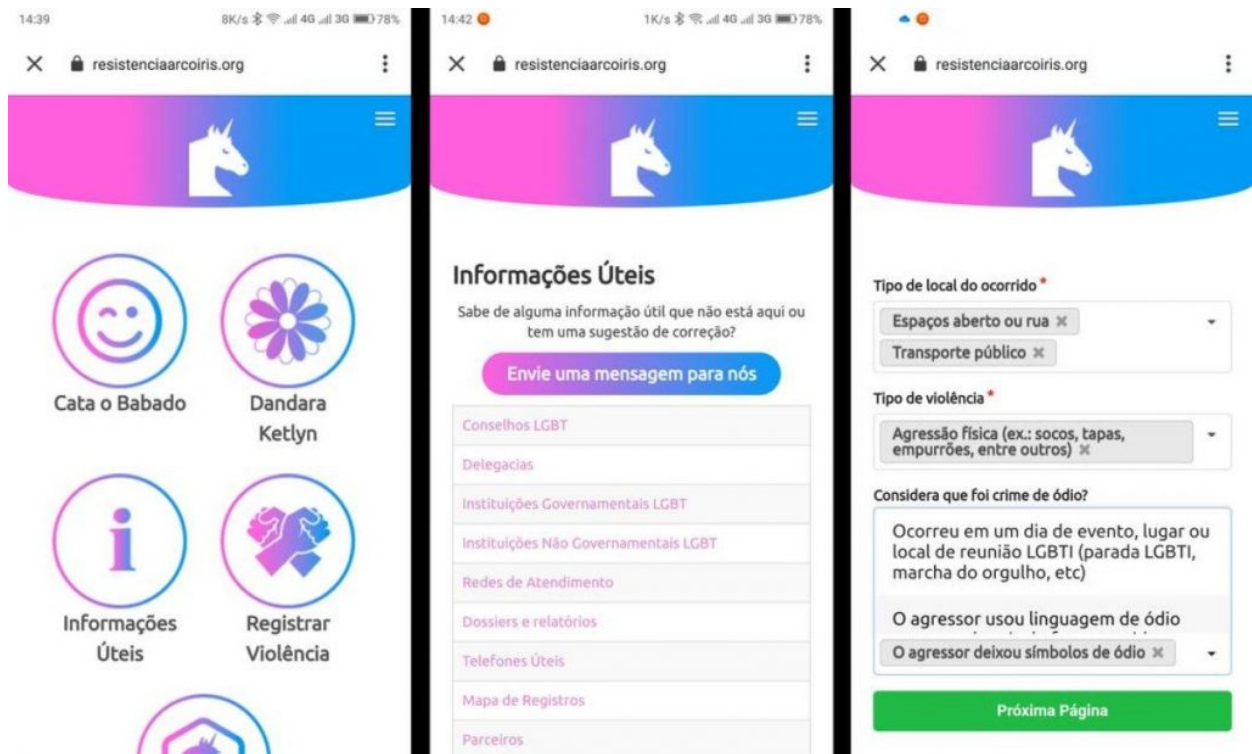 14:39
8K/s 4G 3G 78%
resistenciaarcoiris.org
Cata o Babado
Dandara
Ketlyn
Informações
Úteis
Registrar
Violência
14:42
1K/s 4G 3G 78%
resistenciaarcoiris.org
Informações Úteis
Sabe de alguma informação útil que não está aqui ou
tem uma sugestão de correção?
Envie uma mensagem para nós
Conselhos LGBT
Delegacias
Instituições Governamentais LGBT
Instituições Não Governamentais LGBT
Redes de Atendimento
Dossiers e relatórios
Telefones Úteis
Mapa de Registros
Parceiros
resistenciaarcoiris.org
Tipo de local do ocorrido *
Espaços aberto ou rua ×
Transporte público ×
Tipo de violência *
Agressão física (ex.: socos, tapas,
empurrões, entre outros) ×
Considera que foi crime de ódio?
Ocorreu em um dia de evento, lugar ou
local de reunião LGBTI (parada LGBTI,
marcha do orgulho, etc)
O agressor usou linguagem de ódio
O agressor deixou símbolos de ódio ×
Próxima Página